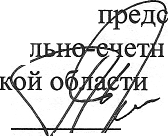 предс
льно-счетн
кой области